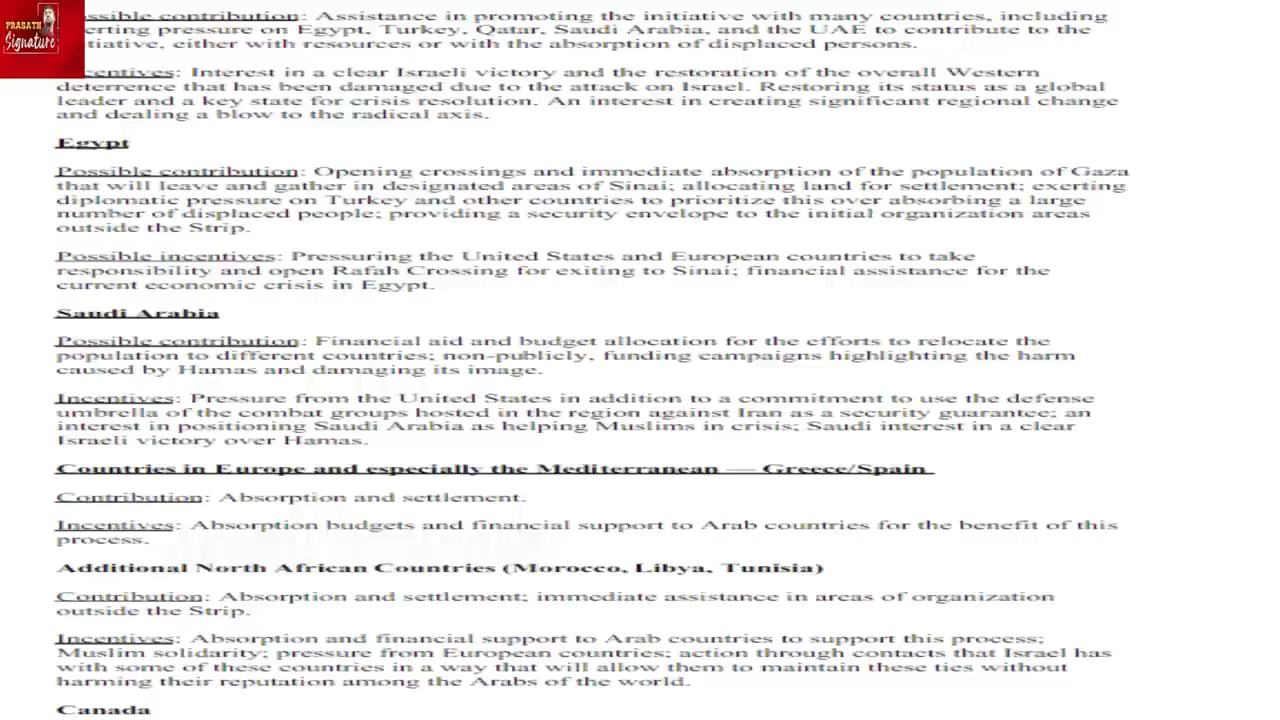 PRASATH
Signature
ssible contribution: Assistance in promoting the initiative with many countries, including
erting pressure on Egypt, Turkey, Qatar, Saudi Arabia, and the UAE to contribute to the
tiative, either with resources or with the absorption of displaced persons.
centives: Interest in a clear Israeli victory and the restoration of the overall Western
deterrence that has been damaged due to the attack on Israel. Restoring its status as a global
leader and a key state for crisis resolution. An interest in creating significant regional change
and dealing a blow to the radical axis.
Egypt
Possible contribution: Opening crossings and immediate absorption of the population of Gaza
that will leave and gather in designated areas of Sinai; allocating land for settlement; exerting
diplomatic pressure on Turkey and other countries to prioritize this over absorbing a large
number of displaced people; providing a security envelope to the initial organization areas
outside the Strip.
Possible incentives: Pressuring the United States and European countries to take
responsibility and open Rafah Crossing for exiting to Sinai; financial assistance for the
current economic crisis in Egypt.
Saudi Arabia
Possible contribution: Financial aid and budget allocation for the efforts to relocate the
population to different countries; non-publicly, funding campaigns highlighting the harm
caused by Hamas and damaging its image.
Incentives: Pressure from the United States in addition to a commitment to use the defense
umbrella of the combat groups hosted in the region against Iran as a security guarantee; an
interest in positioning Saudi Arabia as helping Muslims in crisis; Saudi interest in a clear
Israeli victory over Hamas.
Countries in Europe and especially the Mediterranean — Greece/Spain
Contribution: Absorption and settlement.
Incentives: Absorption budgets and financial support to Arab countries for the benefit of this
process.
Additional North African Countries (Morocco, Libya, Tunisia)
Contribution: Absorption and settlement; immediate assistance in areas of organization
outside the Strip.
Incentives: Absorption and financial support to Arab countries to support this process;
Muslim solidarity; pressure from European countries; action through contacts that Israel has
with some of these countries in a way that will allow them to maintain these ties without
harming their reputation among the Arabs of the world.
Canada